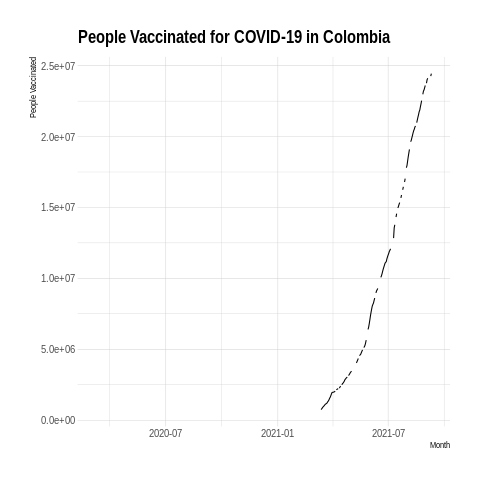 People Vaccinated for COVID-19 in Colombia
People Vaccinated
2.5e+07
2.0e+07
1.5e+07
1.0e+07
5.0e+06
0.0e+00
2020-07
2021-01
2021-07
Month